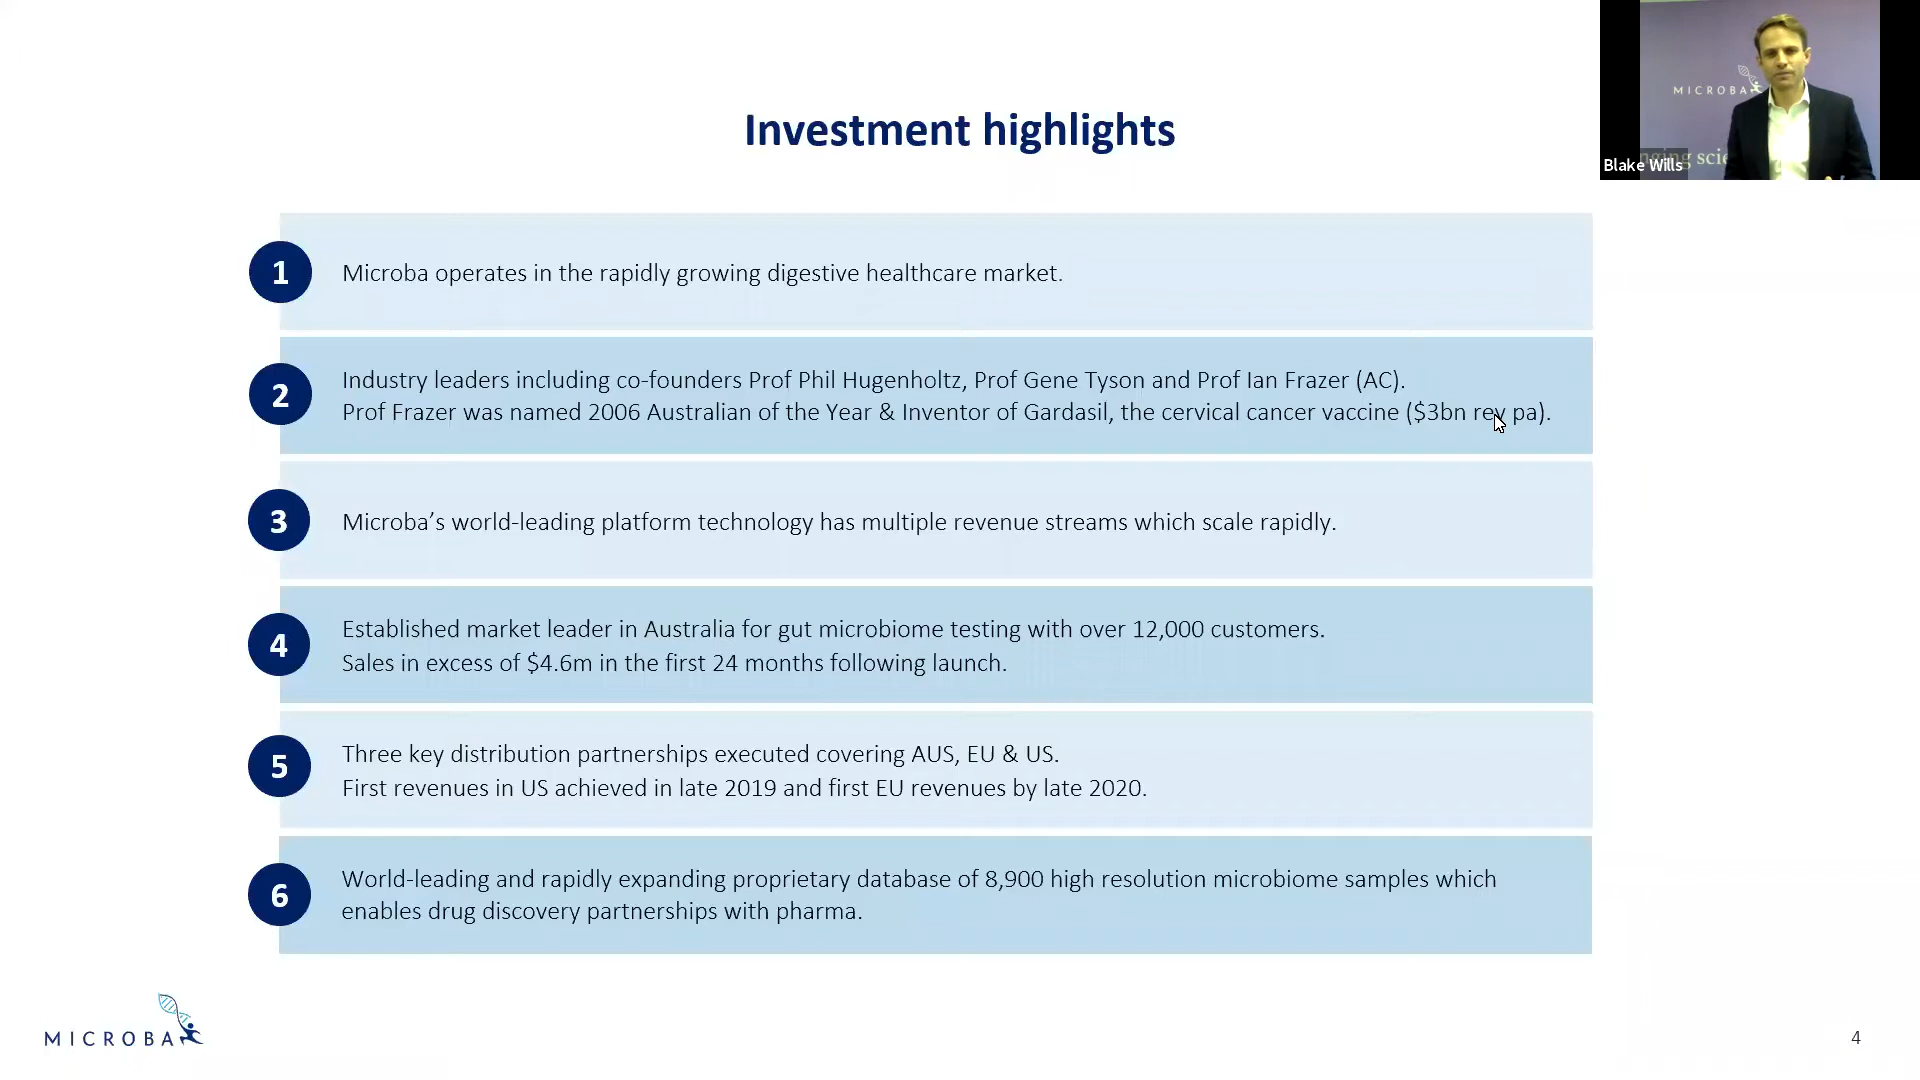 Investment highlights
MICROBA
nging scie
Blake Wills
1
Microba operates in the rapidly growing digestive healthcare market.
2
Industry leaders including co-founders Prof Phil Hugenholtz, Prof Gene Tyson and Prof Ian Frazer (AC).
Prof Frazer was named 2006 Australian of the Year & Inventor of Gardasil, the cervical cancer vaccine ($3bn rev pa).
3
Microba’s world-leading platform technology has multiple revenue streams which scale rapidly.
4
Established market leader in Australia for gut microbiome testing with over 12,000 customers.
Sales in excess of $4.6m in the first 24 months following launch.
5
Three key distribution partnerships executed covering AUS, EU & US.
First revenues in US achieved in late 2019 and first EU revenues by late 2020.
6
World-leading and rapidly expanding proprietary database of 8,900 high resolution microbiome samples which
enables drug discovery partnerships with pharma.
MICROBA
4